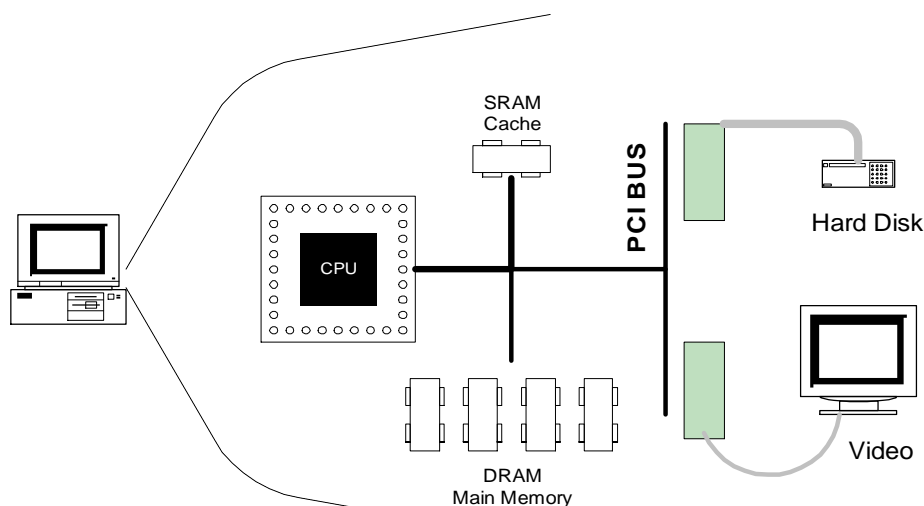 SRAM
Cache
PCI BUS
CPU
Hard Disk
Video
DRAM
Main Memory